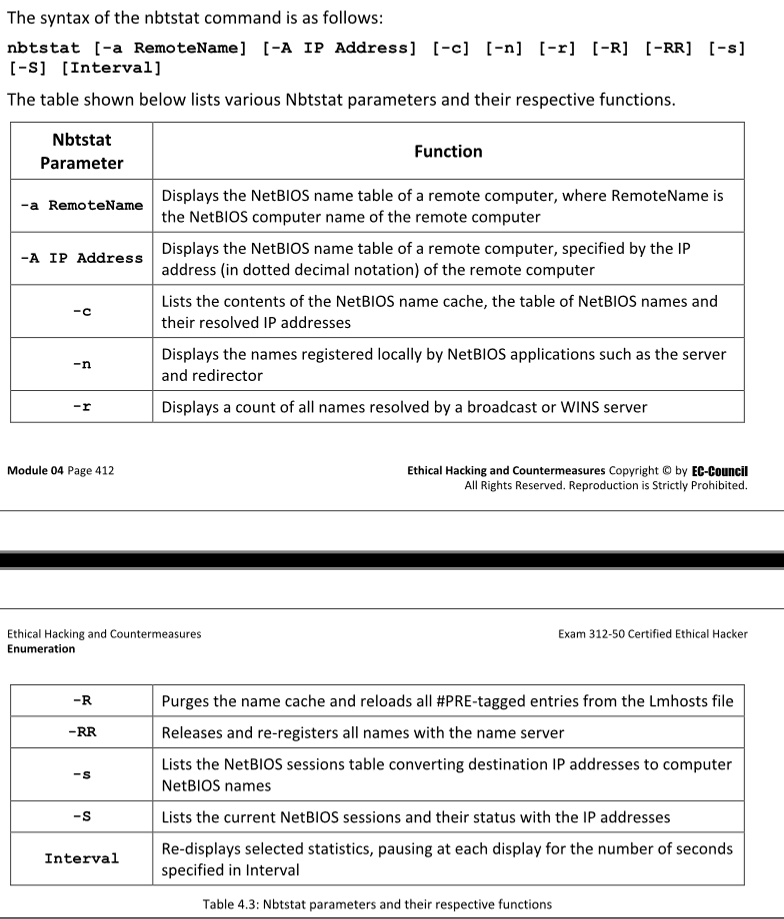 The syntax of the nbtstat command is as follows:
nbtstat [-a RemoteName] [-A IP Address] [-c] [-n] [-r] [-R] [-RR] [-s]
[-S] [Interval]
The table shown below lists various Nbtstat parameters and their respective functions.
Nbtstat
Parameter
Function
-a RemoteName
Displays the NetBIOS name table of a remote computer, where RemoteName is
the NetBIOS computer name of the remote computer
-A IP Address
Displays the NetBIOS name table of a remote computer, specified by the IP
address (in dotted decimal notation) of the remote computer
-c
Lists the contents of the NetBIOS name cache, the table of NetBIOS names and
their resolved IP addresses
-n
Displays the names registered locally by NetBIOS applications such as the server
and redirector
-r
Displays a count of all names resolved by a broadcast or WINS server
Module 04 Page 412
Ethical Hacking and Countermeasures Copyright © by EC-Council
All Rights Reserved. Reproduction is Strictly Prohibited.
Ethical Hacking and Countermeasures
Exam 312-50 Certified Ethical Hacker
Enumeration
-R
Purges the name cache and reloads all #PRE-tagged entries from the Lmhosts file
-RR
Releases and re-registers all names with the name server
-s
Lists the NetBIOS sessions table converting destination IP addresses to computer
NetBIOS names
-S
Lists the current NetBIOS sessions and their status with the IP addresses
Interval
Re-displays selected statistics, pausing at each display for the number of seconds
specified in Interval
Table 4.3: Nbtstat parameters and their respective functions